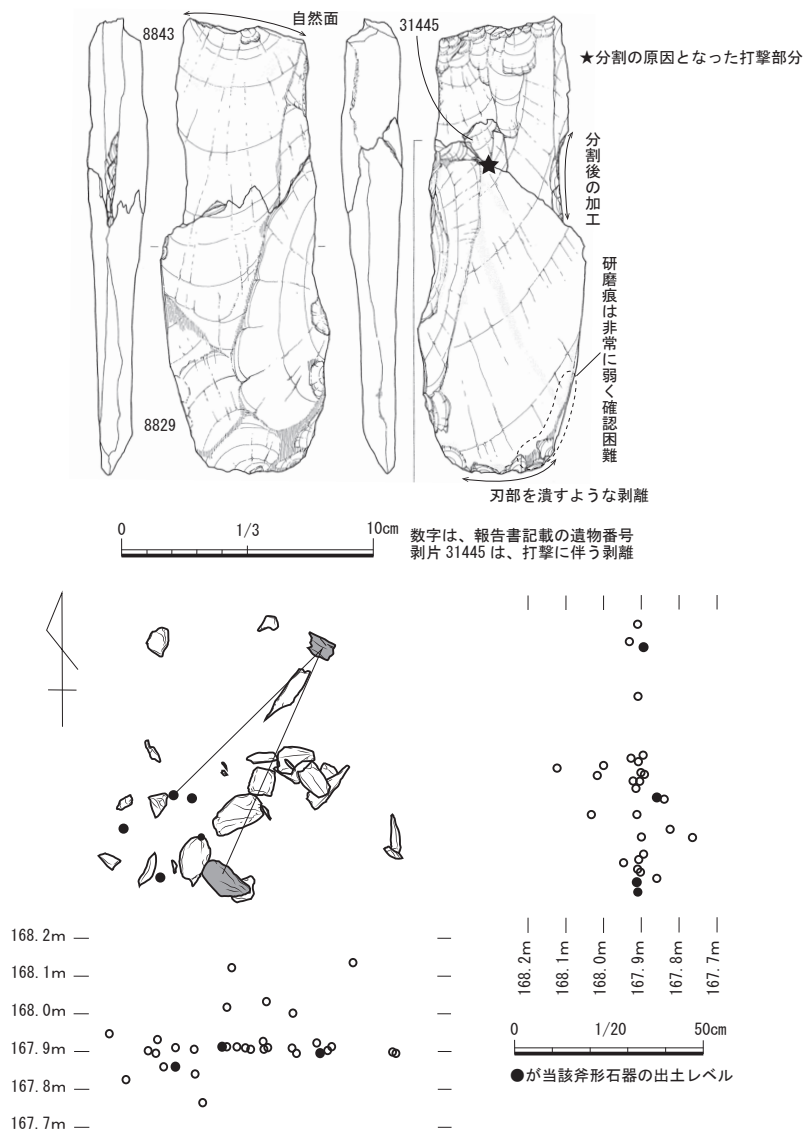 自然面
8843
31445
★分割の原因となった打撃部分
分割後の加工
研磨痕は非常に弱く確認困難
8829
刃部を潰すような剥離
0 1/3 10cm
数字は、報告書記載の遺物番号
剥片 31445 は、打撃に伴う剥離
168.2m
168.1m
168.0m
167.9m
167.8m
167.7m
168.2m
168.1m
168.0m
167.9m
167.8m
167.7m
0 1/20 50cm
●が当該斧形石器の出土レベル